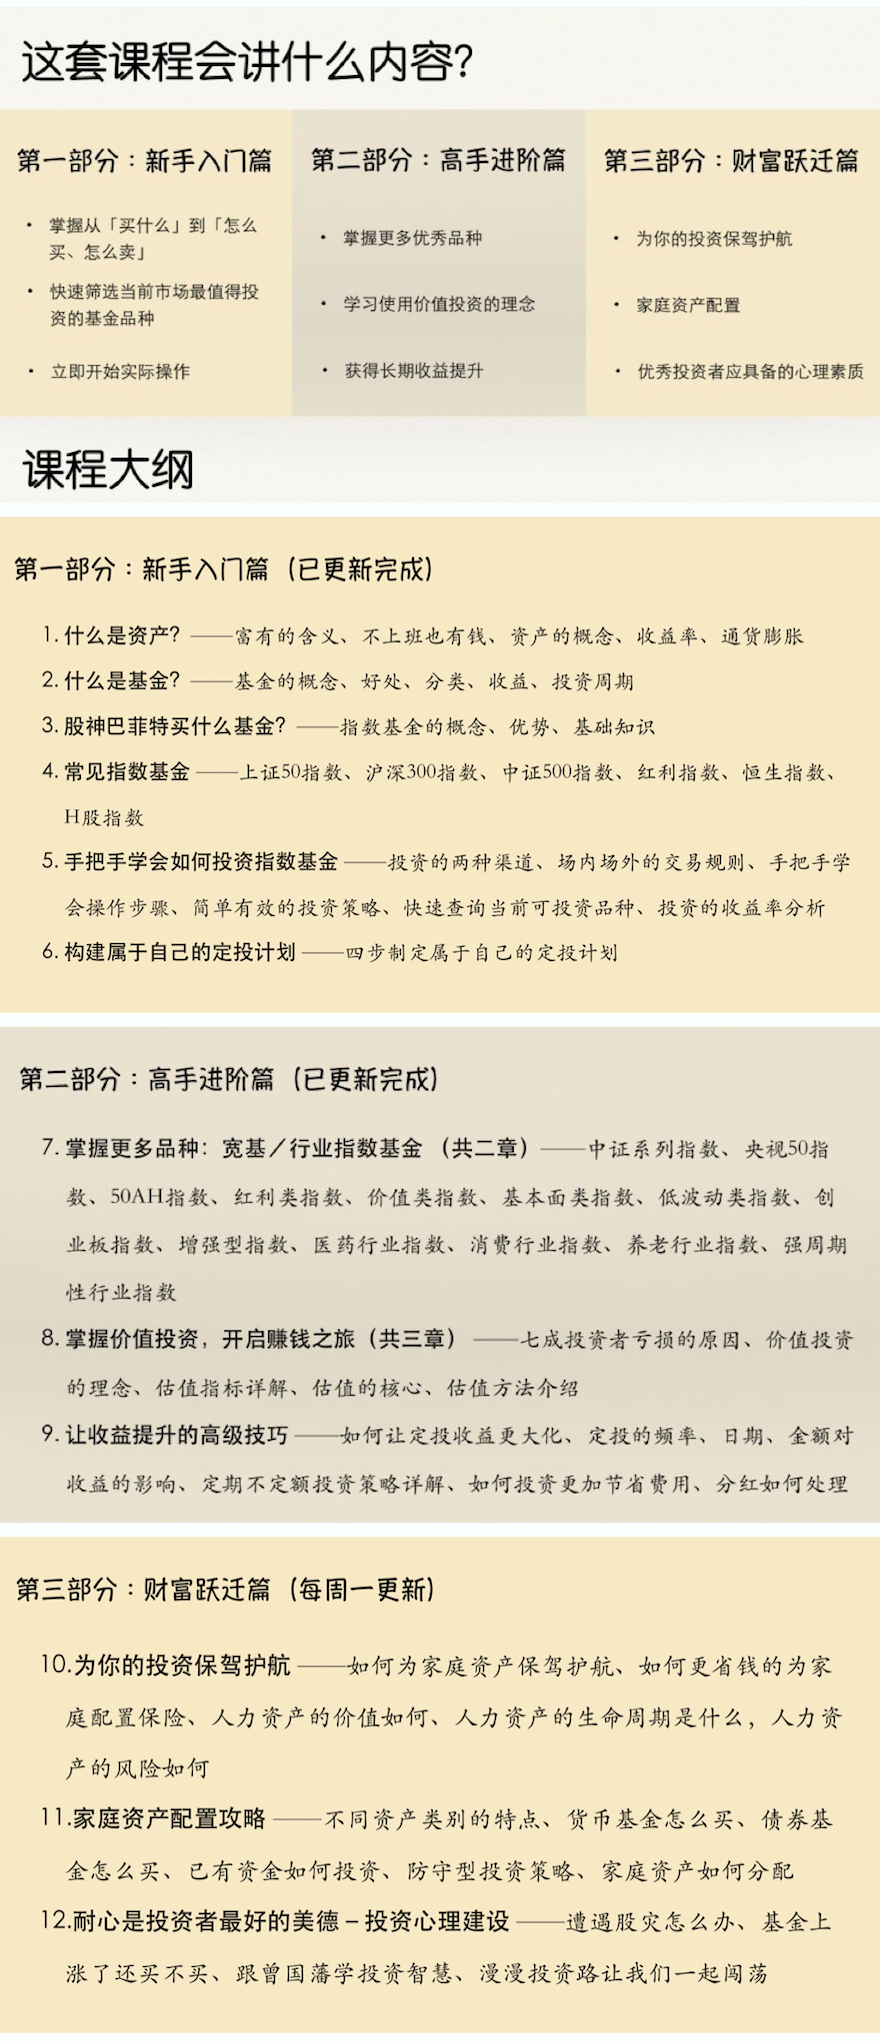 这套课程会讲什么内容?
第一部分：新手入门篇
• 掌握从「买什么」到「怎么
买、怎么卖」
• 快速筛选当前市场最值得投
资的基金品种
• 立即开始实际操作
第二部分：高手进阶篇
• 掌握更多优秀品种
• 学习使用价值投资的理念
• 获得长期收益提升
第三部分：财富跃迁篇
• 为你的投资保驾护航
• 家庭资产配置
• 优秀投资者应具备的心理素质
课程大纲
第一部分：新手入门篇（已更新完成）
1. 什么是资产？——富有的含义、不上班也有钱、资产的概念、收益率、通货膨胀
2. 什么是基金？——基金的概念、好处、分类、收益、投资周期
3. 股神巴菲特买什么基金？——指数基金的概念、优势、基础知识
4. 常见指数基金——上证50指数、沪深300指数、中证500指数、红利指数、恒生指数、
H股指数
5. 手把手学会如何投资指数基金——投资的两种渠道、场内场外的交易规则、手把手学
会操作步骤、简单有效的投资策略、快速查询当前可投资品种、投资的收益率分析
6. 构建属于自己的定投计划——四步制定属于自己的定投计划
第二部分：高手进阶篇（已更新完成）
7. 掌握更多品种：宽基／行业指数基金（共二章）——中证系列指数、央视50指
数、50AH指数、红利类指数、价值类指数、基本面类指数、低波动类指数、创
业板指数、增强型指数、医药行业指数、消费行业指数、养老行业指数、强周期
性行业指数
8. 掌握价值投资，开启赚钱之旅（共三章）——七成投资者亏损的原因、价值投资
的理念、估值指标详解、估值的核心、估值方法介绍
9. 让收益提升的高级技巧——如何让定投收益更大化、定投的频率、日期、金额对
收益的影响、定期不定额投资策略详解、如何投资更加节省费用、分红如何处理
第三部分：财富跃迁篇（每周一更新）
10.为你的投资保驾护航——如何为家庭资产保驾护航、如何更省钱的为家
庭配置保险、人力资产的价值如何、人力资产的生命周期是什么，人力资
产的风险如何
11.家庭资产配置攻略——不同资产类别的特点、货币基金怎么买、债券基
金怎么买、已有资金如何投资、防守型投资策略、家庭资产如何分配
12.耐心是投资者最好的美德－投资心理建设——遭遇股灾怎么办、基金上
涨了还买不买、跟曾国藩学投资智慧、漫漫投资路让我们一起闯荡